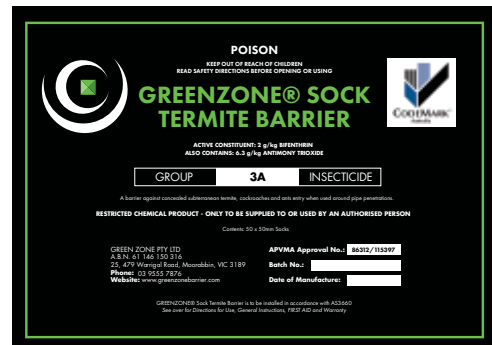 POISON
KEEP OUT OF REACH OF CHILDREN
READ SAFETY DIRECTIONS BEFORE OPENING OR USING
GREENZONE® SOCK
TERMITE BARRIER
CODEMARK
Australia
ACTIVE CONSTITUENT: 2 g/kg BIFENTHRIN
ALSO CONTAINS: 6.3 g/kg ANTIMONY TRIOXIDE
GROUP 3A INSECTICIDE
A barrier against concealed subterranean termite, cockroaches and ants entry when used around pipe penetrations.
RESTRICTED CHEMICAL PRODUCT - ONLY TO BE SUPPLIED TO OR USED BY AN AUTHORISED PERSON
Contents: 50 x 50mm Socks
GREEN ZONE PTY LTD
A.B.N. 61 146 150 316
25, 479 Warrigal Road, Moorabbin, VIC 3189
Phone: 03 9555 7876
Website: www.greenzonebarrier.com
APVMA Approval No.: 86312/115397
Batch No.:
Date of Manufacture:
GREENZONE® Sock Termite Barrier is to be installed in accordance with AS3660
See over for Directions for Use, General Instructions, FIRST AID and Warranty